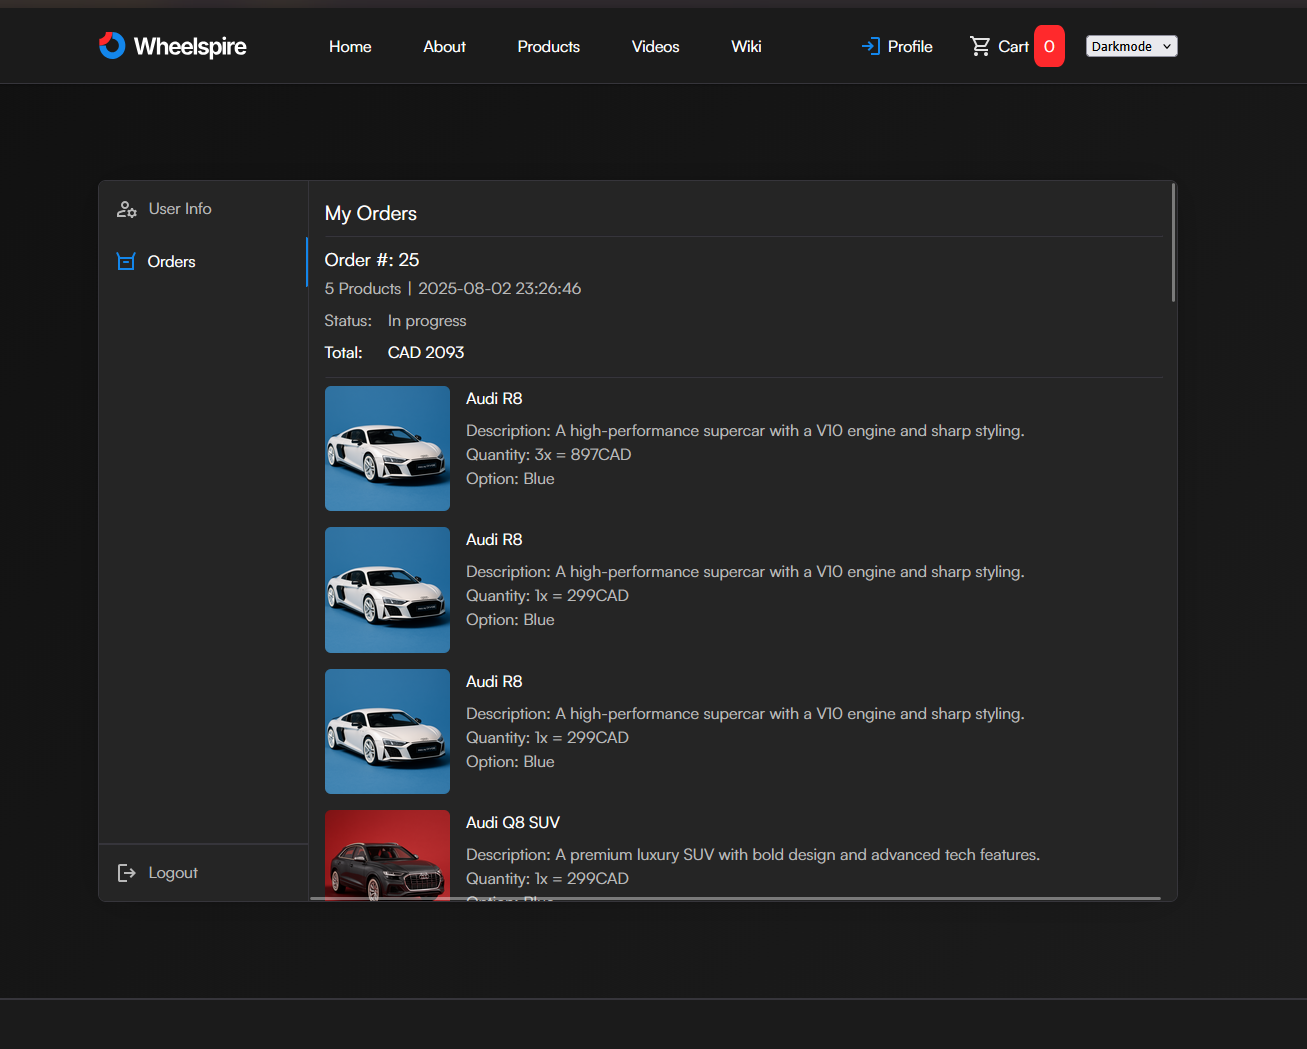 Wheelspire
Home
About
Products
Videos
Wiki
Profile
Cart 0
Darkmode
User Info
Orders
Logout
My Orders
Order #: 25
5 Products | 2025-08-02 23:26:46
Status: In progress
Total: CAD 2093
Audi R8
Description: A high-performance supercar with a V10 engine and sharp styling.
Quantity: 3x = 897CAD
Option: Blue
Audi R8
Description: A high-performance supercar with a V10 engine and sharp styling.
Quantity: 1x = 299CAD
Option: Blue
Audi R8
Description: A high-performance supercar with a V10 engine and sharp styling.
Quantity: 1x = 299CAD
Option: Blue
Audi Q8 SUV
Description: A premium luxury SUV with bold design and advanced tech features.
Quantity: 1x = 299CAD
Option: Blue